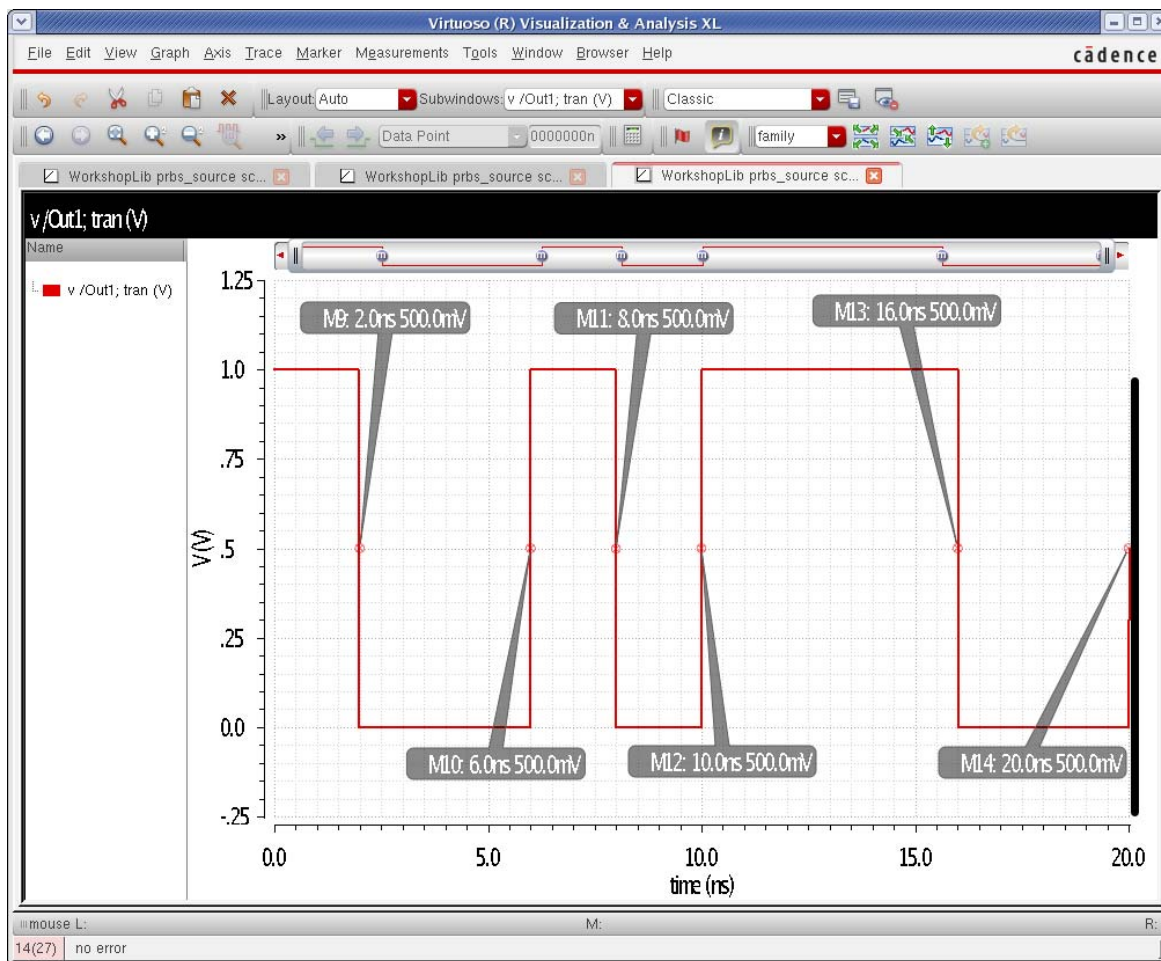 Virtuoso (R) Visualization & Analysis XL
File Edit View Graph Axis Trace Marker Measurements Tools Window Browser Help
cādence
Layout: Auto Subwindows: v /Out1; tran (V) Classic
» Data Point 0000000n family
WorkshopLib prbs_source sc... WorkshopLib prbs_source sc... WorkshopLib prbs_source sc...
v /Out1; tran (V)
Name
v /Out1; tran (V)
1.25
M9: 2.0ns 500.0mV M11: 8.0ns 500.0mV M13: 16.0ns 500.0mV
1.0
.75
V (V)
.5
.25
0.0
M10: 6.0ns 500.0mV M12: 10.0ns 500.0mV M14: 20.0ns 500.0mV
-.25
0.0 5.0 10.0 15.0 20.0
time (ns)
mouse L: M: R:
14(27) no error